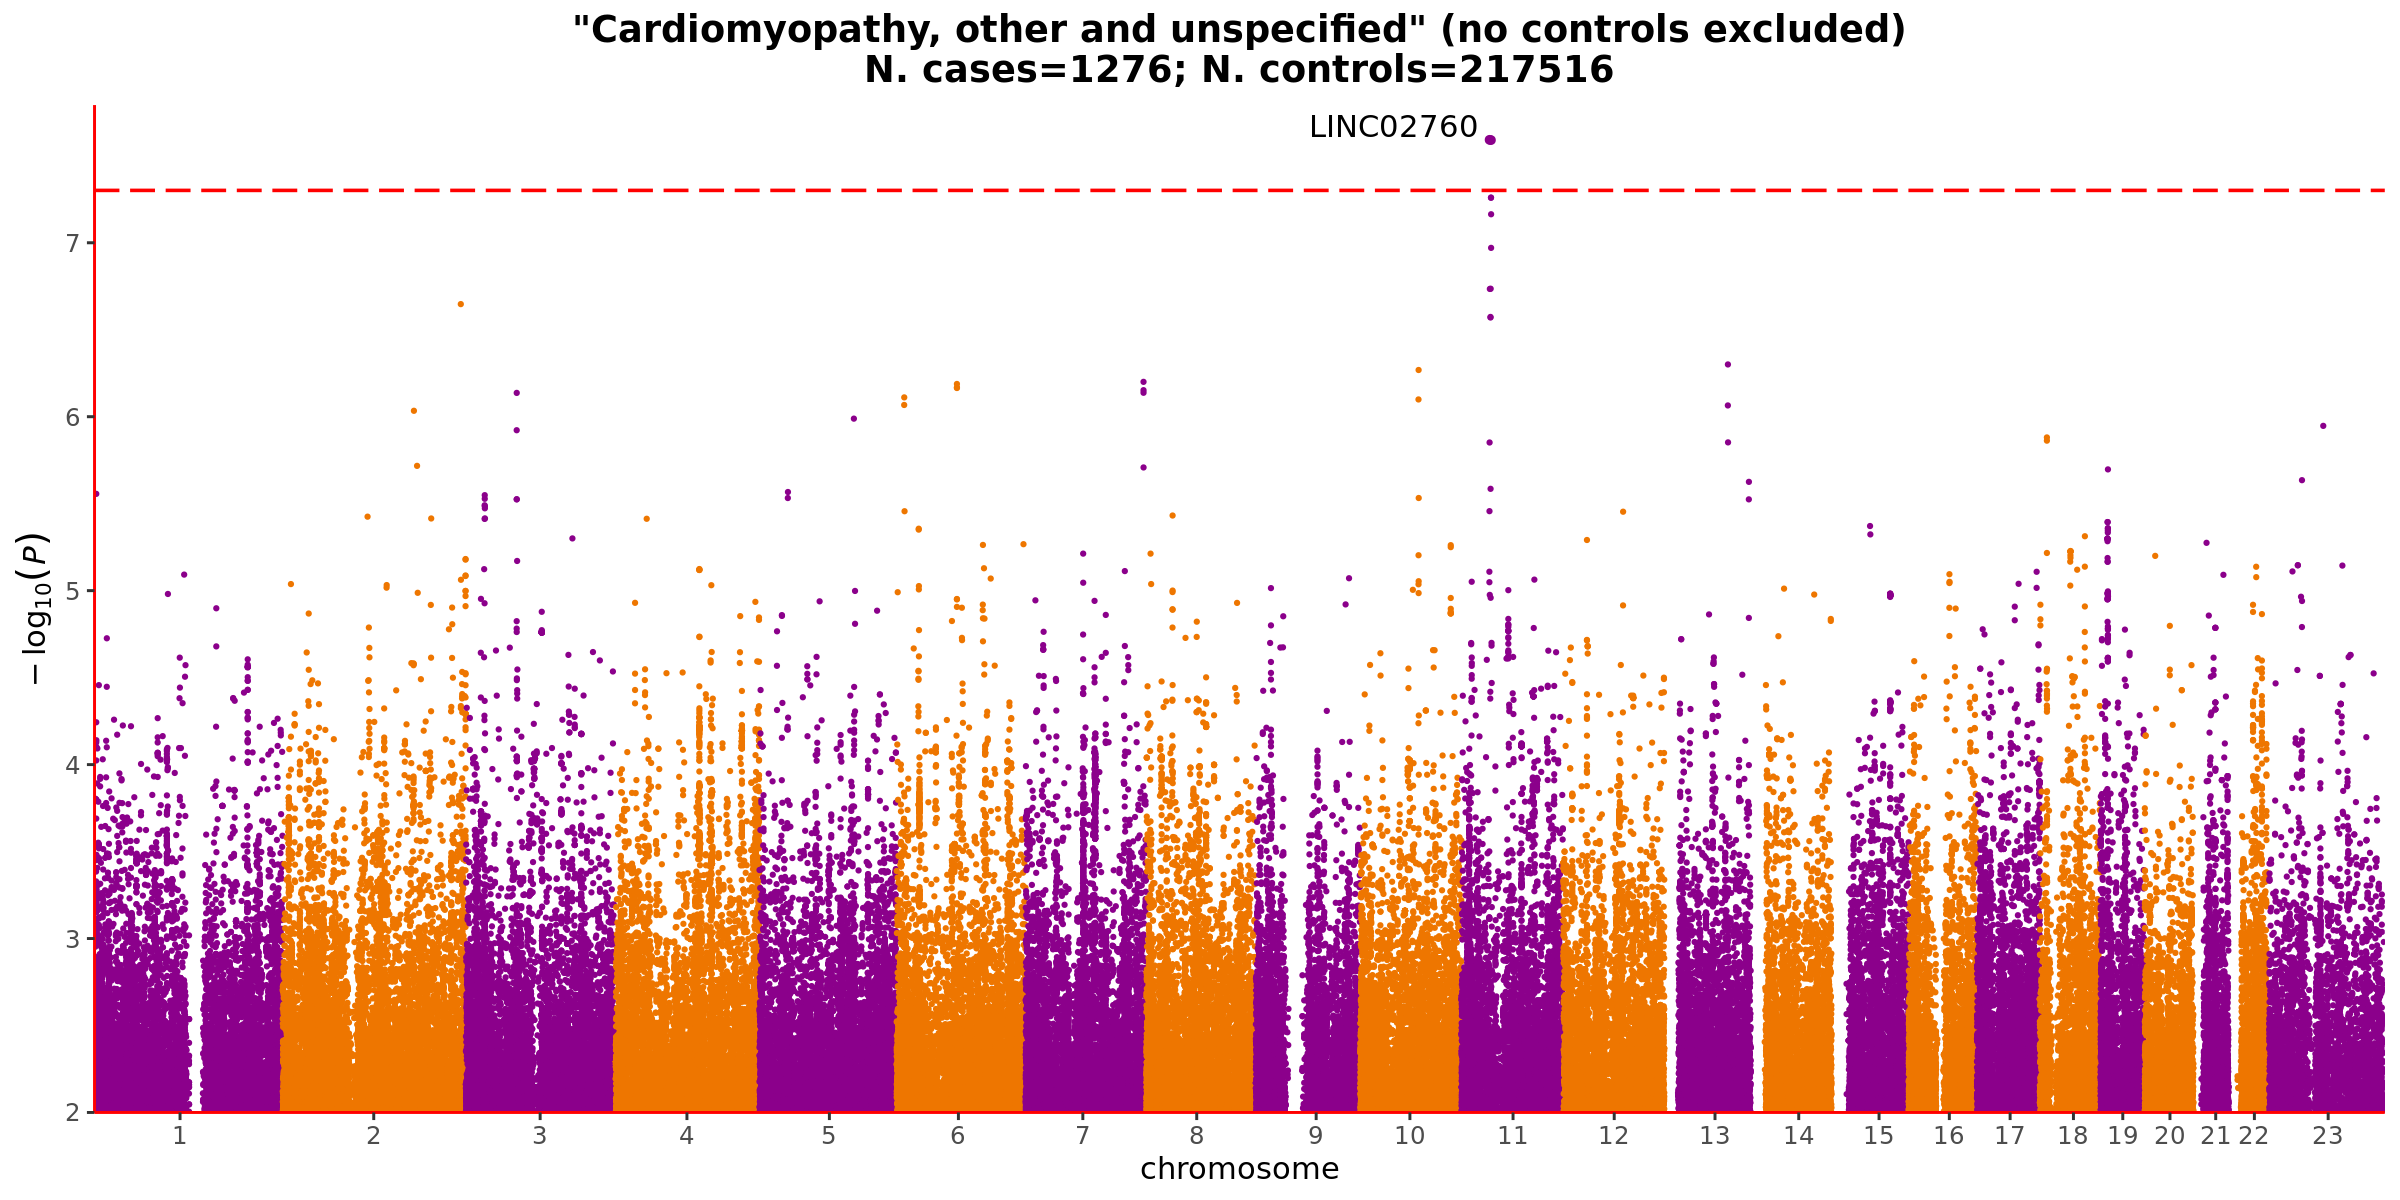 "Cardiomyopathy, other and unspecified" (no controls excluded)
N. cases=1276; N. controls=217516
LINC02760
7
6
5
4
3
2
−log₁₀(P)
1 2 3 4 5 6 7 8 9 10 11 12 13 14 15 16 17 18 19 20 21 22 23
chromosome